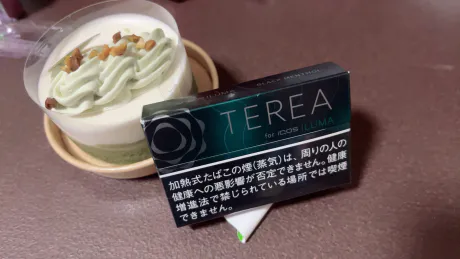 TEREA
for IQOS ILUMA
加熱式たばこの煙(蒸気)は、周りの人の
健康への悪影響が否定できません。健康
増進法で禁じられている場所では喫煙
できません。